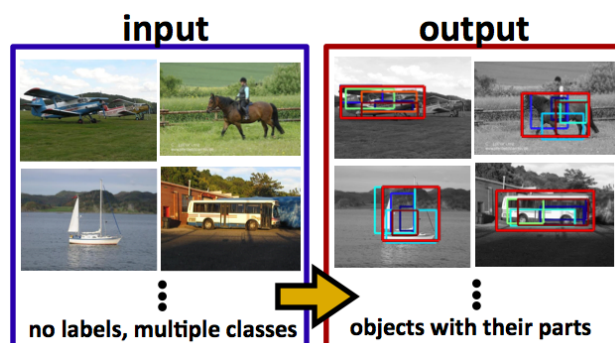 input
output
no labels, multiple classes
objects with their parts